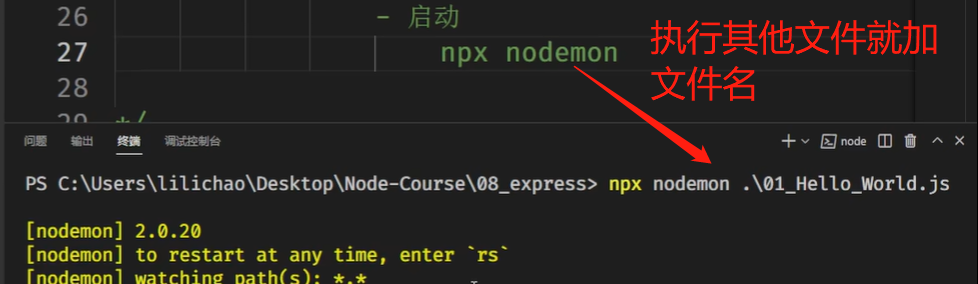 26 - 启动
27 npx nodemon
28
29 */
执行其他文件就加
文件名
问题 输出 终端 调试控制台 node
PS C:\Users\lilichao\Desktop\Node-Course\08_express> npx nodemon .\01_Hello_World.js
[nodemon] 2.0.20
[nodemon] to restart at any time, enter `rs`
[nodemon] watching path(s): *.*